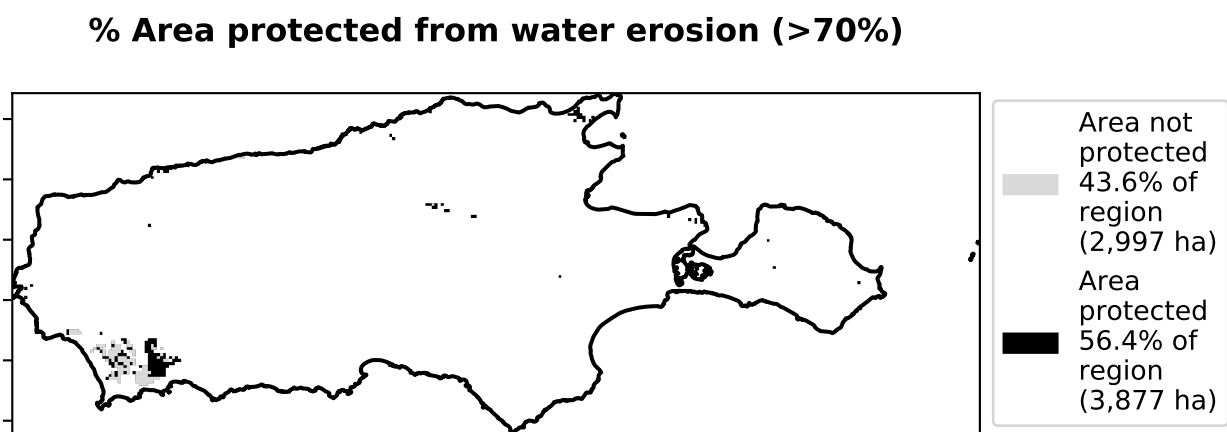 % Area protected from water erosion (>70%)
Area not
protected
43.6% of
region
(2,997 ha)
Area
protected
56.4% of
region
(3,877 ha)